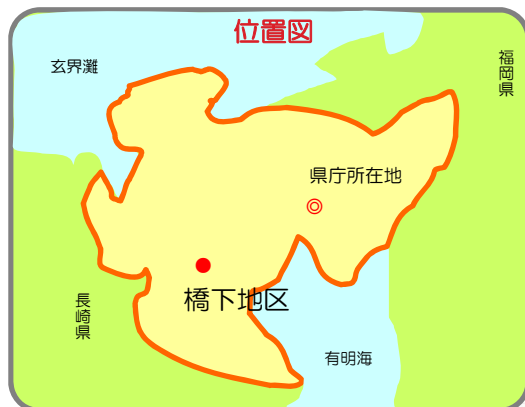 位置図
玄界灘
福岡県
県庁所在地
橋下地区
長崎県
有明海